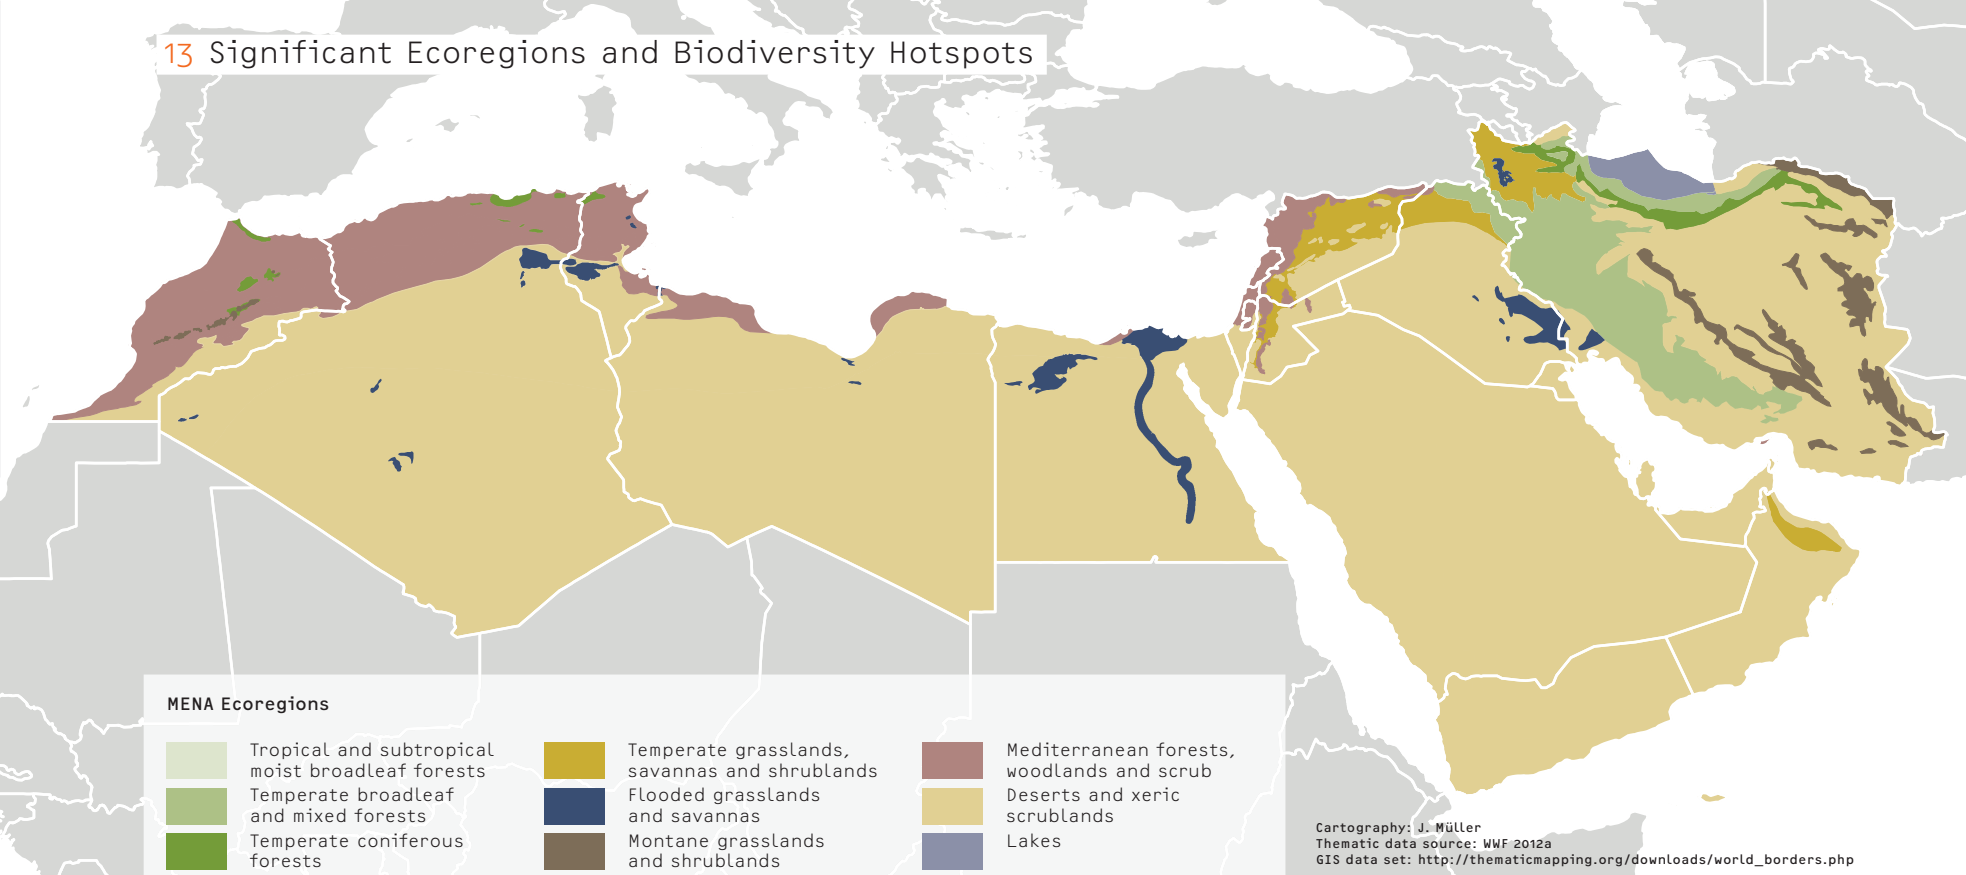 13 Significant Ecoregions and Biodiversity Hotspots
MENA Ecoregions
Tropical and subtropical
moist broadleaf forests
Temperate broadleaf
and mixed forests
Temperate coniferous
forests
Temperate grasslands,
savannas and shrublands
Flooded grasslands
and savannas
Montane grasslands
and shrublands
Mediterranean forests,
woodlands and scrub
Deserts and xeric
scrublands
Lakes
Cartography: J. Müller
Thematic data source: WWF 2012a
GIS data set: http://thematicmapping.org/downloads/world_borders.php